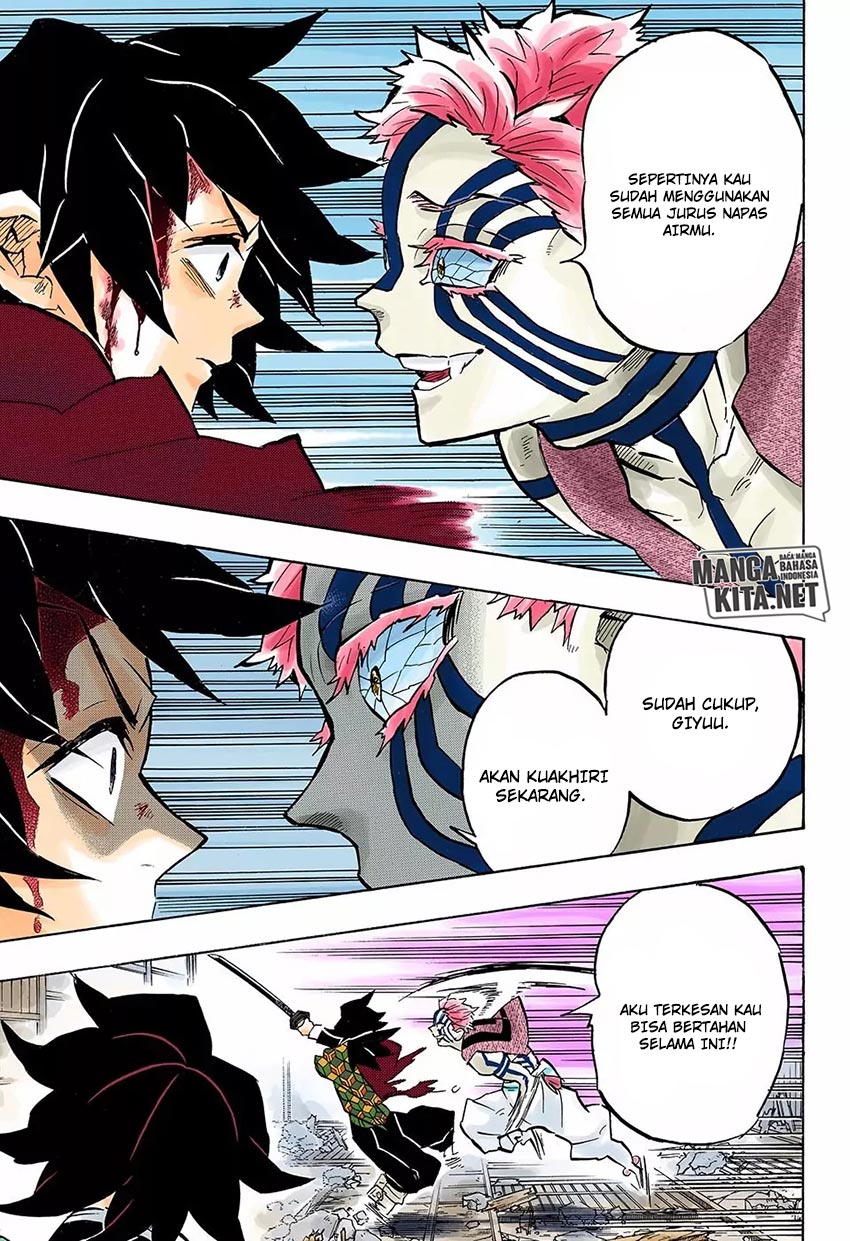 SEPERTINYA KAU
SUDAH MENGGUNAKAN
SEMUA JURUS NAPAS
AIRMU.
MANGA
KITA.NET
BACA MANGA
BAHASA
INDONESIA
SUDAH CUKUP,
GIYUU.
AKAN KUAKHIRI
SEKARANG.
AKU TERKESAN KAU
BISA BERTAHAN
SELAMA INI!!